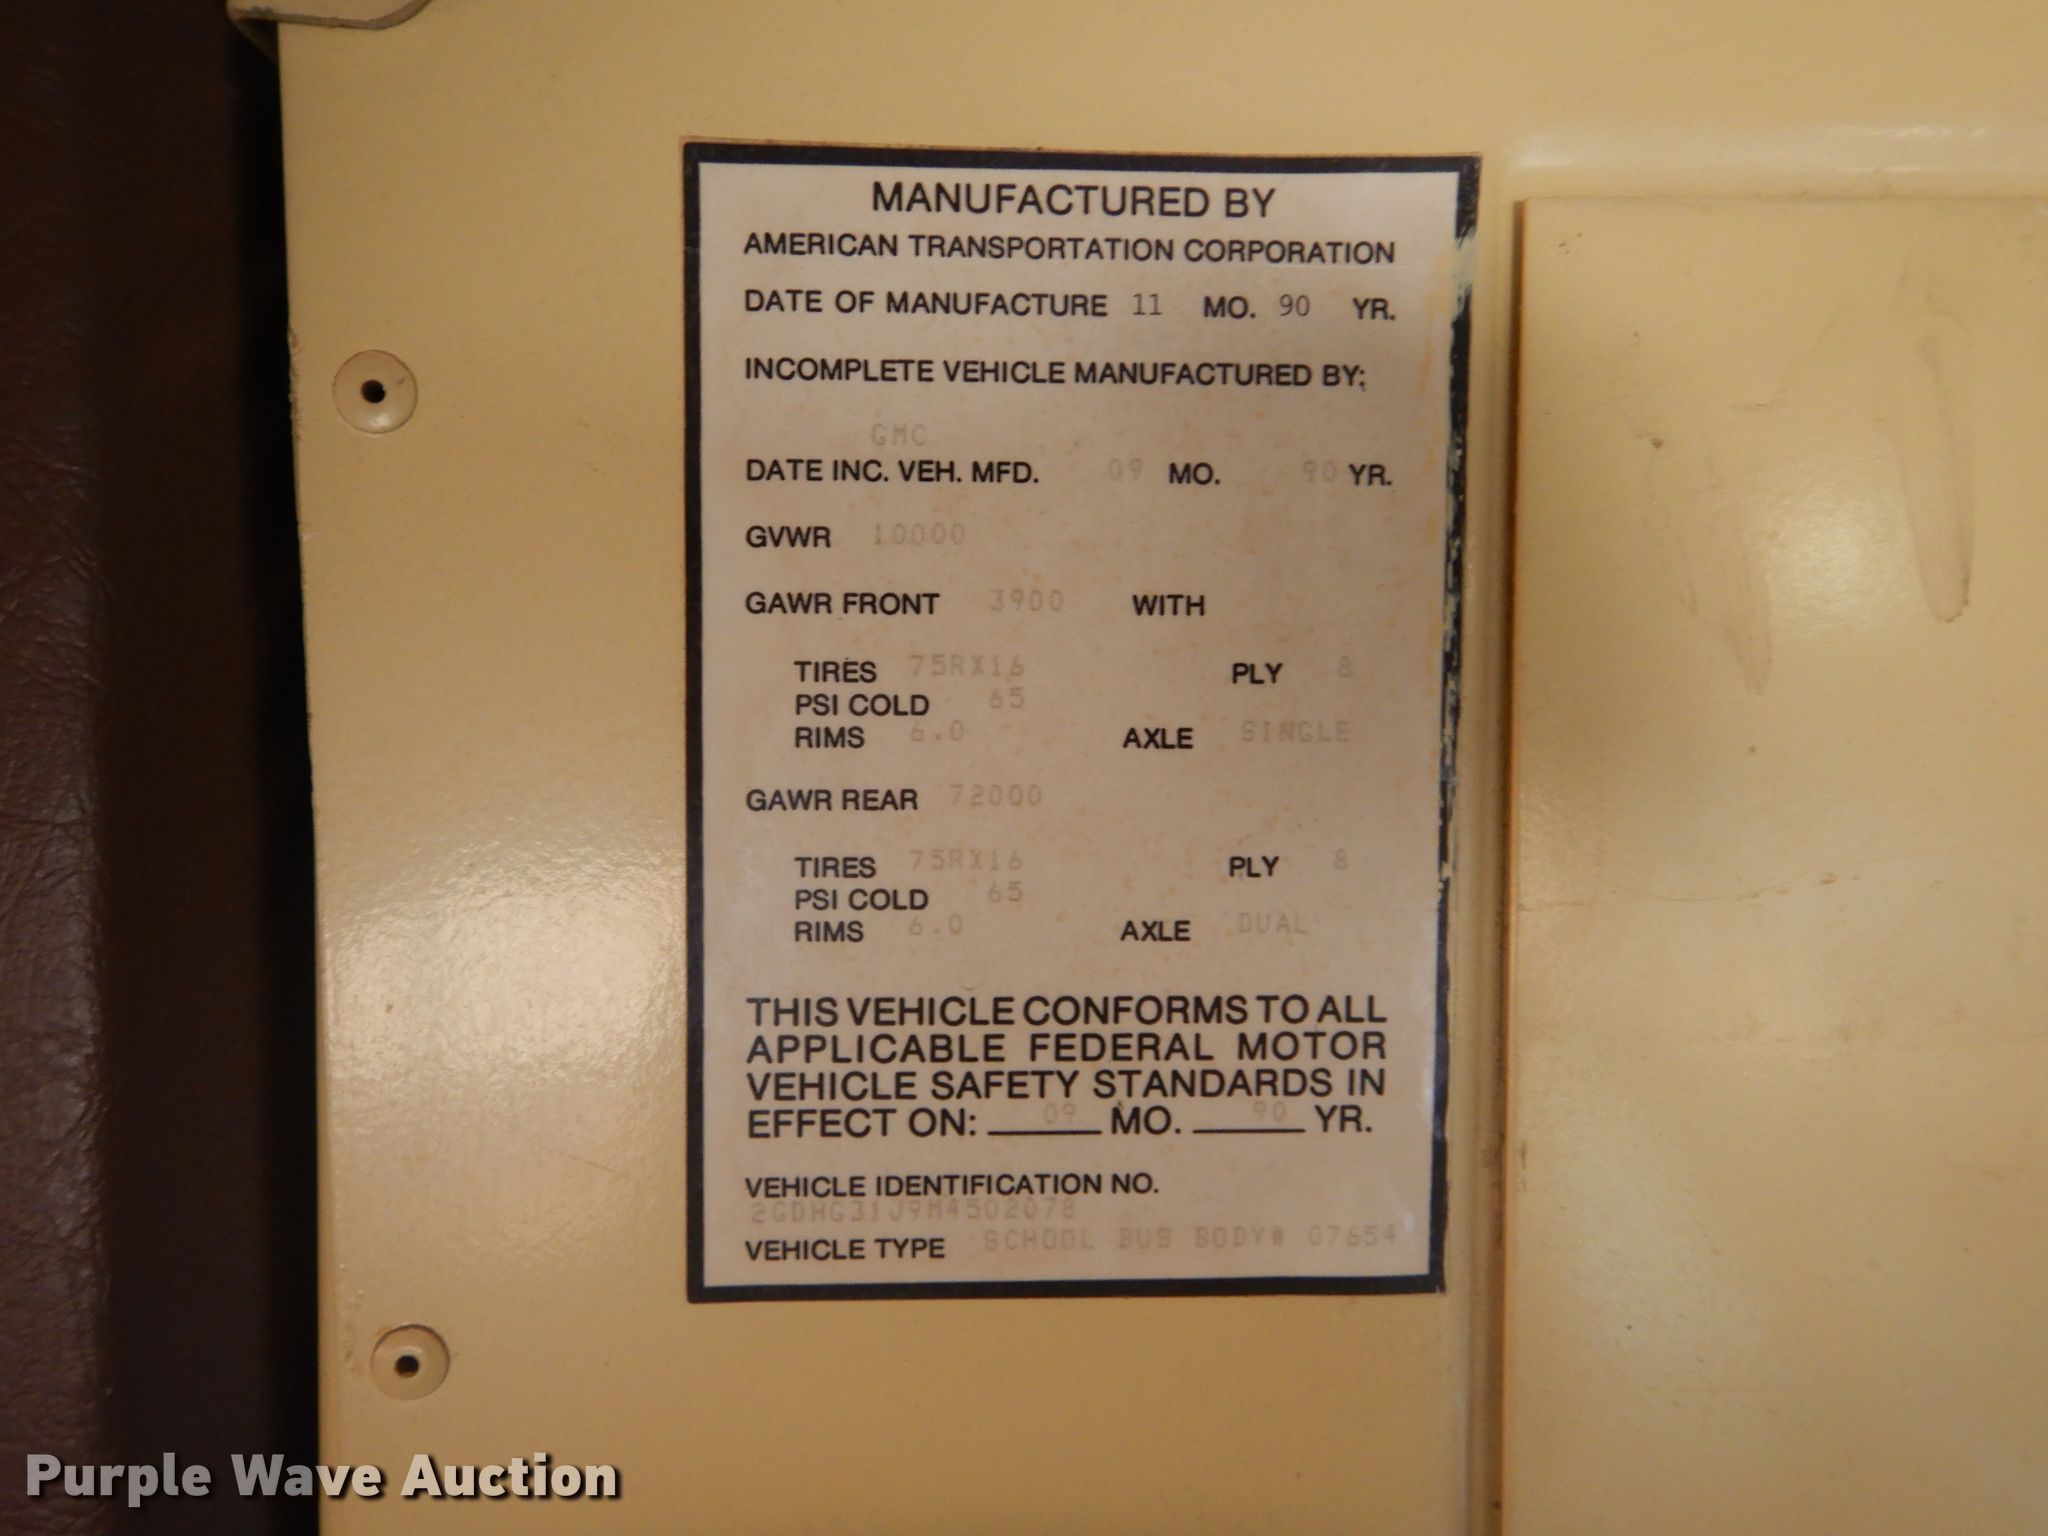 MANUFACTURED BY
AMERICAN TRANSPORTATION CORPORATION
DATE OF MANUFACTURE 11 MO. 90 YR.
INCOMPLETE VEHICLE MANUFACTURED BY:
GMC
DATE INC. VEH. MFD. 09 MO. 90 YR.
GVWR 10000
GAWR FRONT 3900 WITH
TIRES 75RX16 PLY 8
PSI COLD 65
RIMS 6.0 AXLE SINGLE
GAWR REAR 72000
TIRES 75RX16 PLY 8
PSI COLD 65
RIMS 6.0 AXLE DUAL
THIS VEHICLE CONFORMS TO ALL
APPLICABLE FEDERAL MOTOR
VEHICLE SAFETY STANDARDS IN
EFFECT ON: 09 MO. 90 YR.
VEHICLE IDENTIFICATION NO.
2GDHG31J9M4502078
VEHICLE TYPE SCHOOL BUS BODY# 07654
Purple Wave Auction